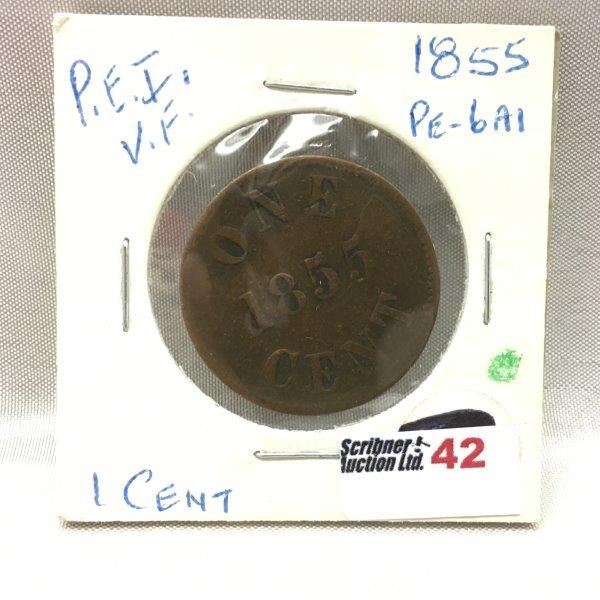 P.E.I.
V.F.
1855
PE-6A1
ONE
1855
CENT
Scribner
Auction Ltd.
42
1 CENT